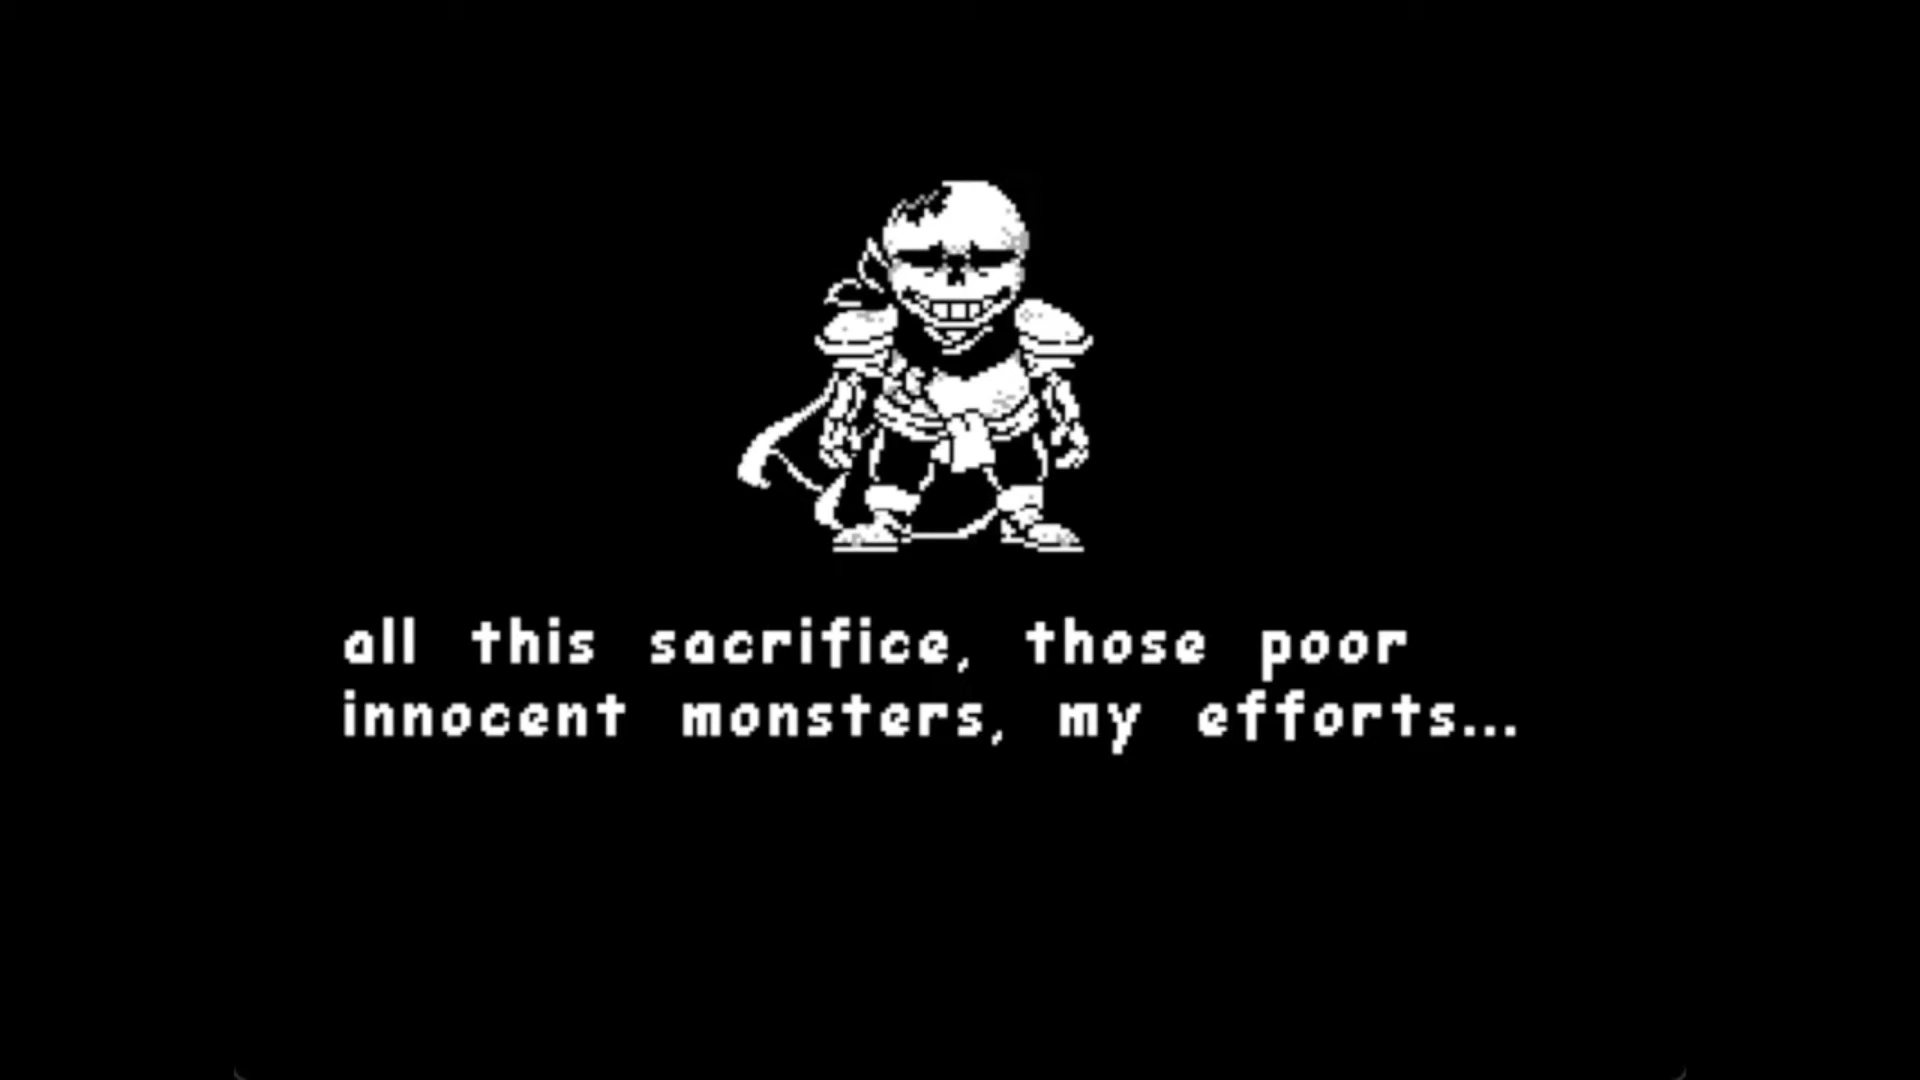 all this sacrifice, those poor
innocent monsters, my efforts...